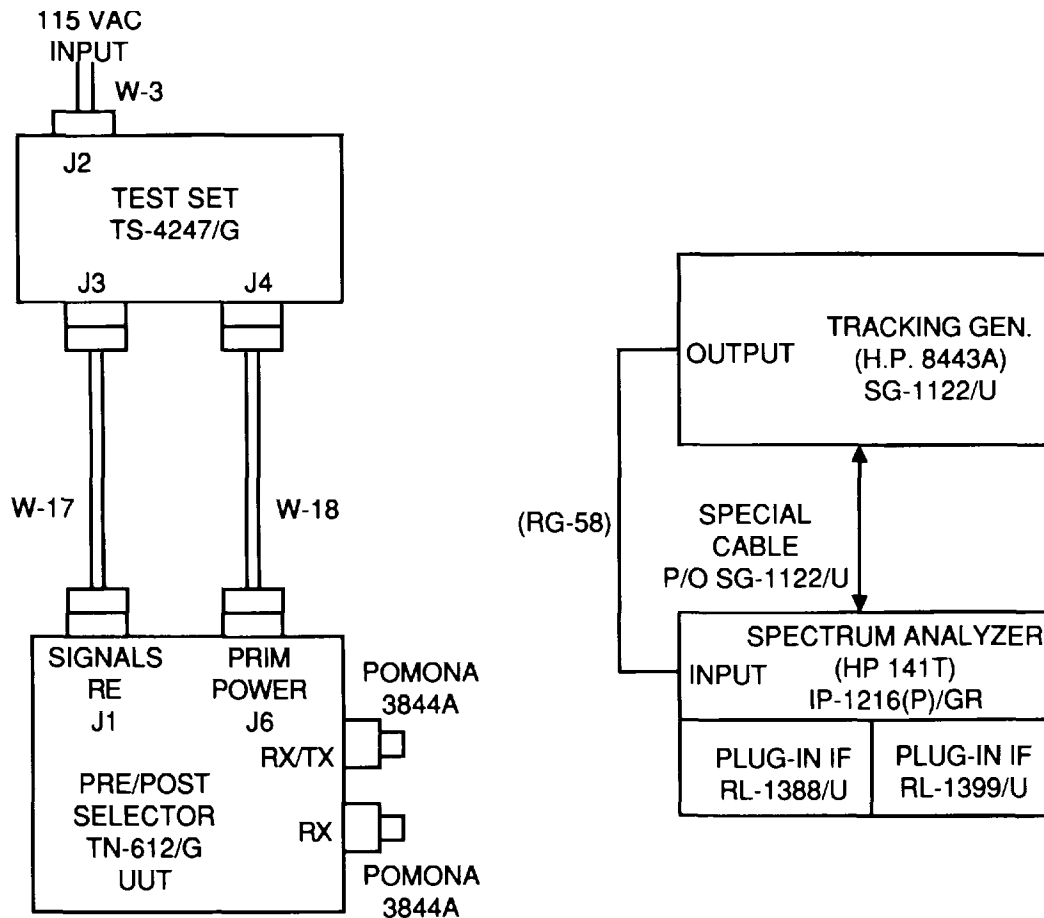 115 VAC
INPUT
W-3
J2
TEST SET
TS-4247/G
J3
J4
W-17
W-18
SIGNALS
RE
J1
PRIM
POWER
J6
POMONA
3844A
RX/TX
PRE/POST
SELECTOR
TN-612/G
UUT
RX
POMONA
3844A
OUTPUT
TRACKING GEN.
(H.P. 8443A)
SG-1122/U
(RG-58)
SPECIAL
CABLE
P/O SG-1122/U
SPECTRUM ANALYZER
(HP 141T)
IP-1216(P)/GR
INPUT
PLUG-IN IF
RL-1388/U
PLUG-IN IF
RL-1399/U